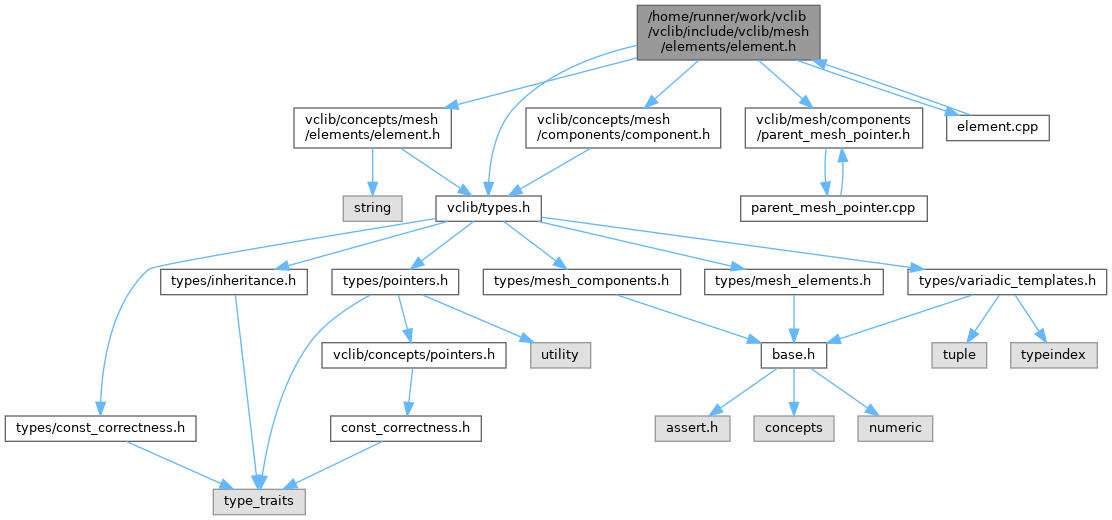 /home/runner/work/vclib
/vclib/include/vclib/mesh
/elements/element.h
vclib/concepts/mesh
/elements/element.h
vclib/concepts/mesh
/components/component.h
vclib/mesh/components
/parent_mesh_pointer.h
element.cpp
string
vclib/types.h
parent_mesh_pointer.cpp
types/inheritance.h
types/pointers.h
types/mesh_components.h
types/mesh_elements.h
types/variadic_templates.h
vclib/concepts/pointers.h
utility
base.h
tuple
typeindex
types/const_correctness.h
const_correctness.h
assert.h
concepts
numeric
type_traits